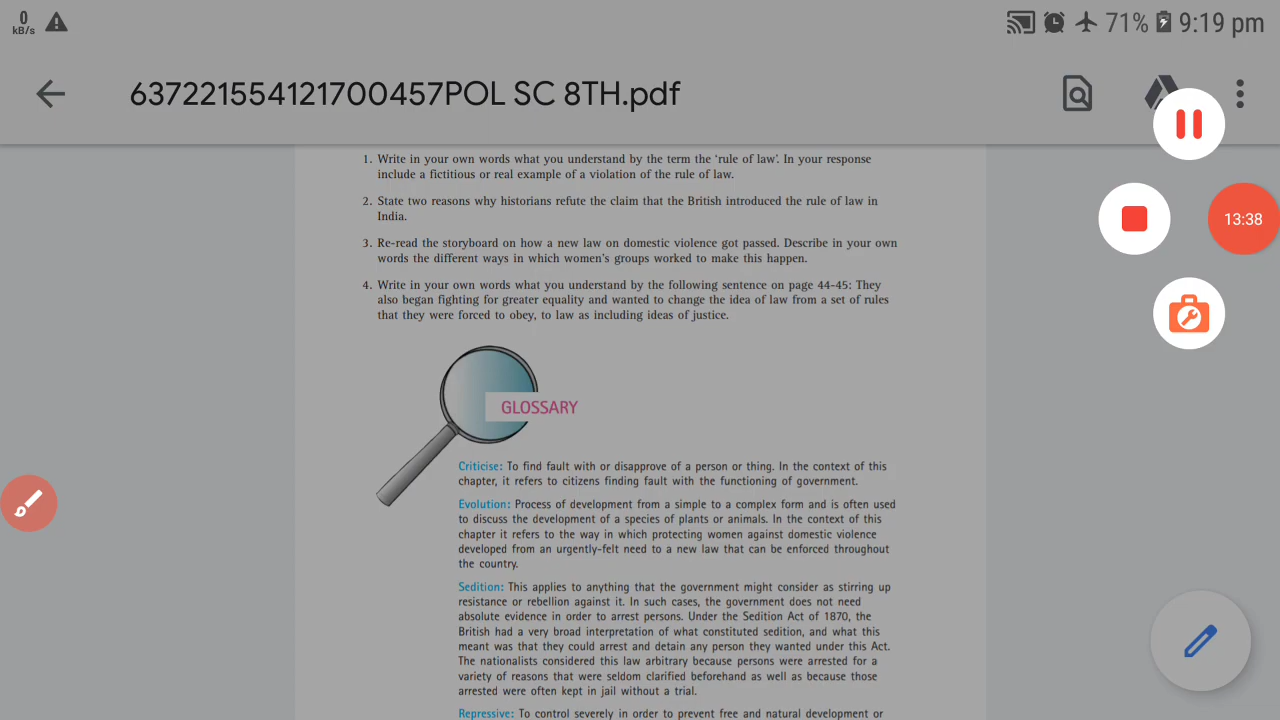 0
kB/s
71%
9:19 pm
637221554121700457POL SC 8TH.pdf
13:38
1. Write in your own words what you understand by the term the ‘rule of law’. In your response
include a fictitious or real example of a violation of the rule of law.
2. State two reasons why historians refute the claim that the British introduced the rule of law in
India.
3. Re-read the storyboard on how a new law on domestic violence got passed. Describe in your own
words the different ways in which women's groups worked to make this happen.
4. Write in your own words what you understand by the following sentence on page 44-45: They
also began fighting for greater equality and wanted to change the idea of law from a set of rules
that they were forced to obey, to law as including ideas of justice.
GLOSSARY
Criticise: To find fault with or disapprove of a person or thing. In the context of this
chapter, it refers to citizens finding fault with the functioning of government.
Evolution: Process of development from a simple to a complex form and is often used
to discuss the development of a species of plants or animals. In the context of this
chapter it refers to the way in which protecting women against domestic violence
developed from an urgently-felt need to a new law that can be enforced throughout
the country.
Sedition: This applies to anything that the government might consider as stirring up
resistance or rebellion against it. In such cases, the government does not need
absolute evidence in order to arrest persons. Under the Sedition Act of 1870, the
British had a very broad interpretation of what constituted sedition, and what this
meant was that they could arrest and detain any person they wanted under this Act.
The nationalists considered this law arbitrary because persons were arrested for a
variety of reasons that were seldom clarified beforehand as well as because those
arrested were often kept in jail without a trial.
Repressive: To control severely in order to prevent free and natural development or